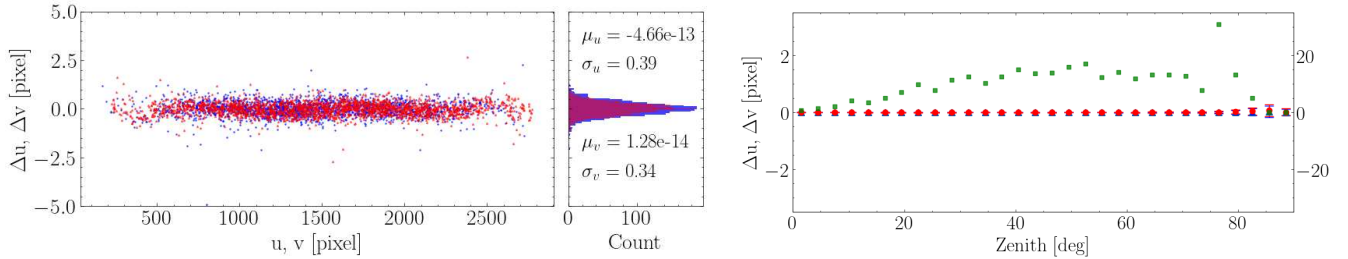 Δu, Δv [pixel]
5.0
2.5
0.0
−2.5
−5.0
500
1000
1500
2000
2500
u, v [pixel]
μu = -4.66e-13
σu = 0.39
μv = 1.28e-14
σv = 0.34
0
100
Count
Δu, Δv [pixel]
2
0
−2
20
10
0
−10
−20
0
20
40
60
80
Zenith [deg]